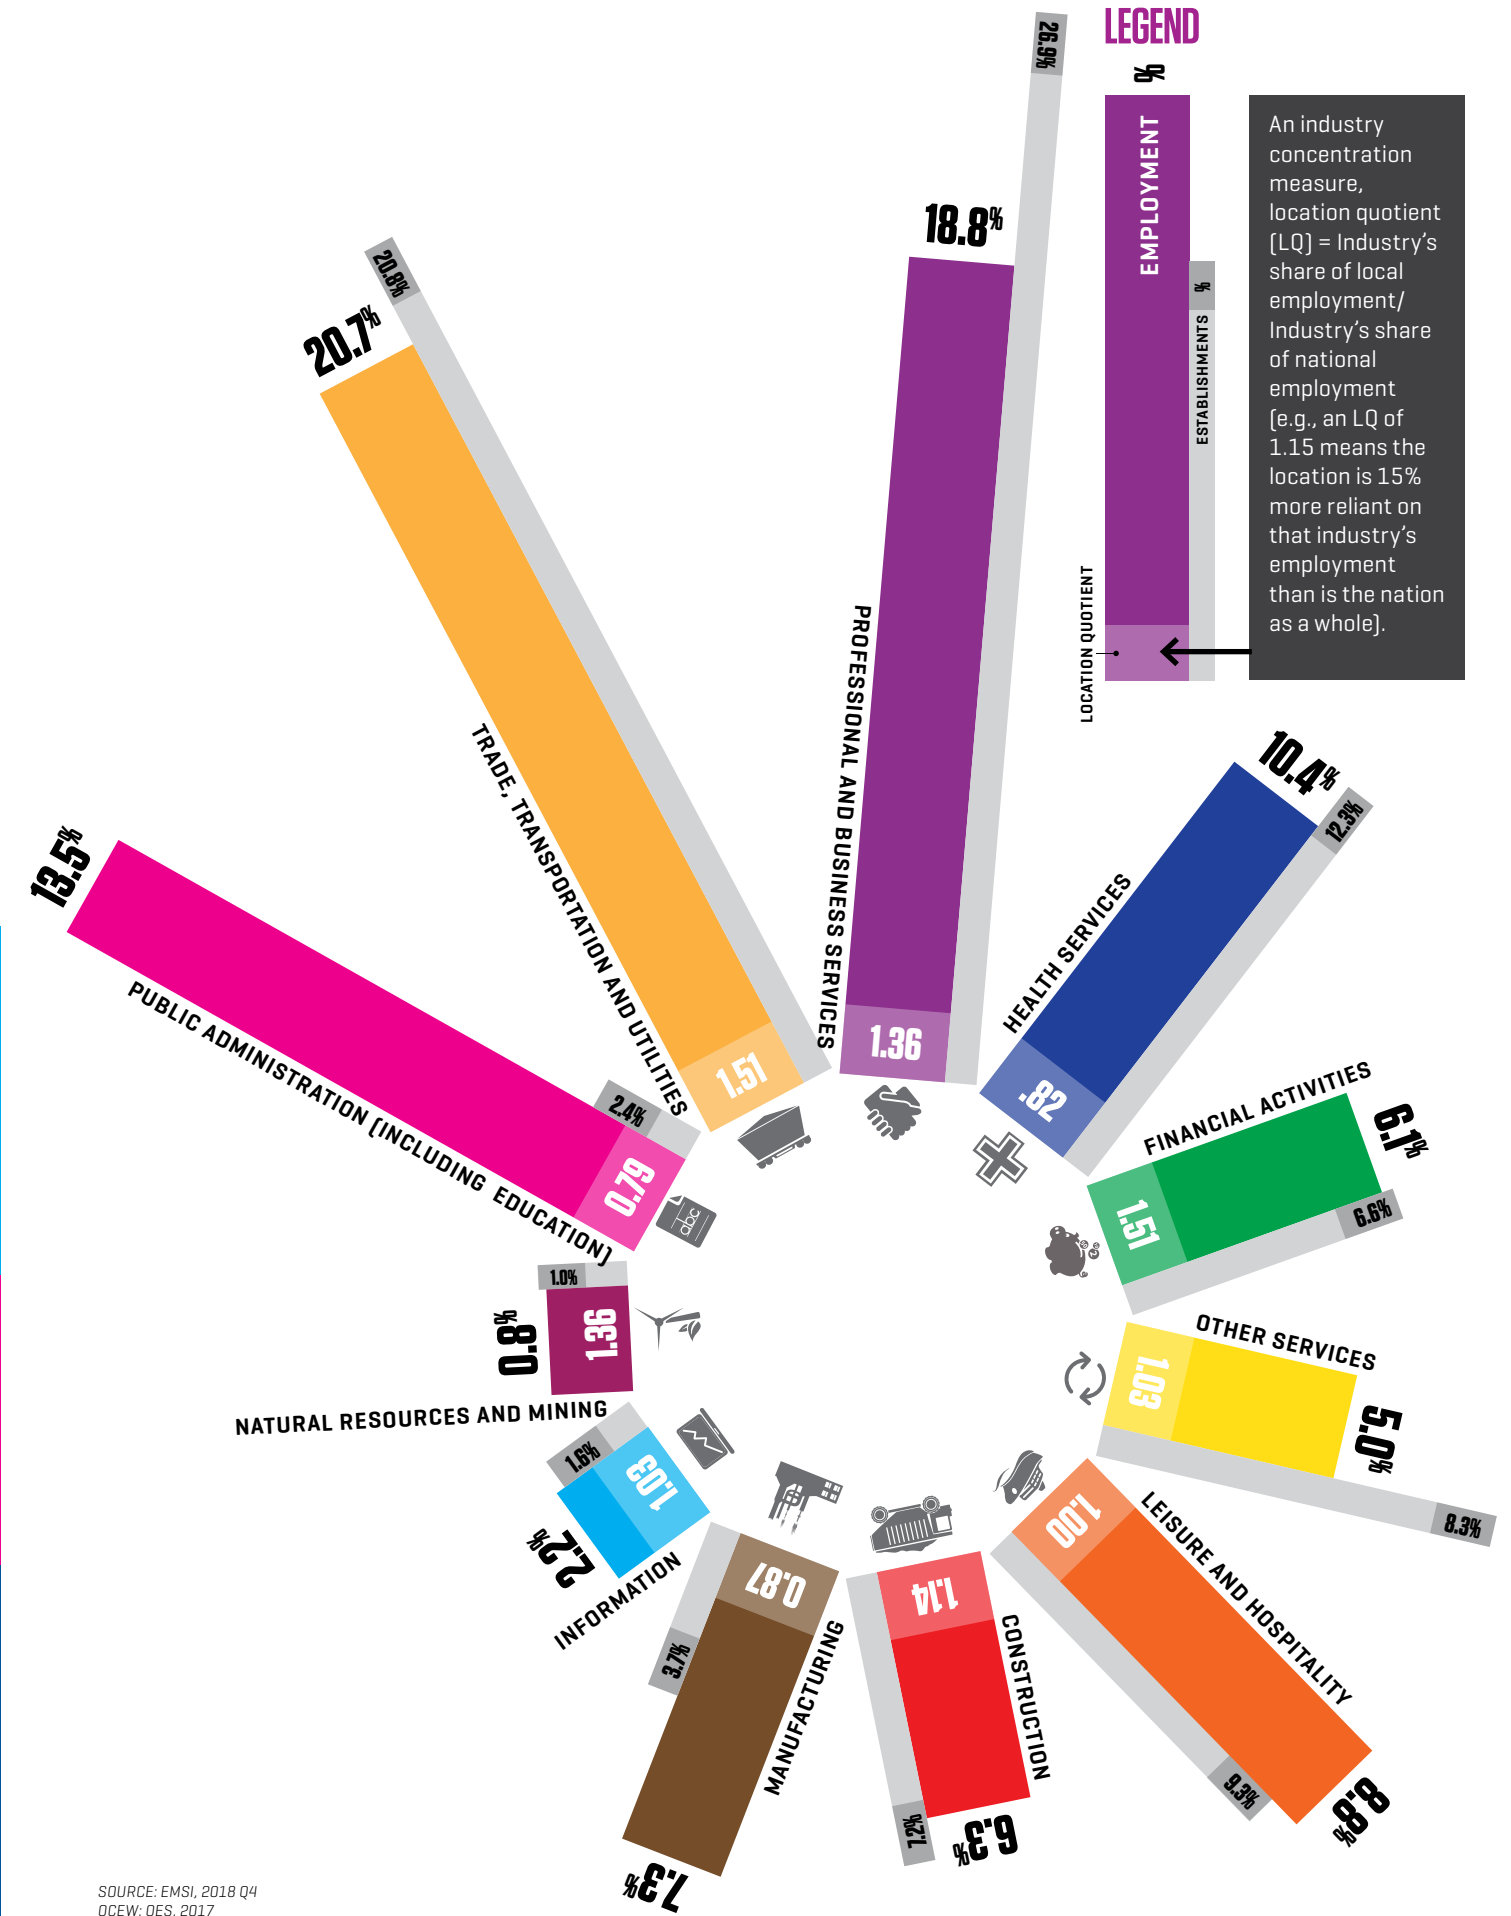 LEGEND
%
EMPLOYMENT
%
ESTABLISHMENTS
LOCATION QUOTIENT
An industry
concentration
measure,
location quotient
(LQ) = Industry's
share of local
employment/
Industry's share
of national
employment
(e.g., an LQ of
1.15 means the
location is 15%
more reliant on
that industry's
employment
than is the nation
as a whole).
26.9%
18.8%
PROFESSIONAL AND BUSINESS SERVICES
1.36
20.8%
20.7%
TRADE, TRANSPORTATION AND UTILITIES
1.51
13.5%
2.4%
PUBLIC ADMINISTRATION (INCLUDING EDUCATION)
0.79
abc
1.0%
0.8%
1.36
NATURAL RESOURCES AND MINING
1.6%
2.2%
1.03
INFORMATION
3.7%
7.3%
0.87
MANUFACTURING
7.2%
6.3%
1.14
CONSTRUCTION
9.3%
8.8%
1.00
LEISURE AND HOSPITALITY
8.3%
5.0%
1.03
OTHER SERVICES
6.6%
6.1%
1.51
FINANCIAL ACTIVITIES
12.3%
10.4%
.82
HEALTH SERVICES
SOURCE: EMSI, 2018 Q4
QCEW; OES, 2017